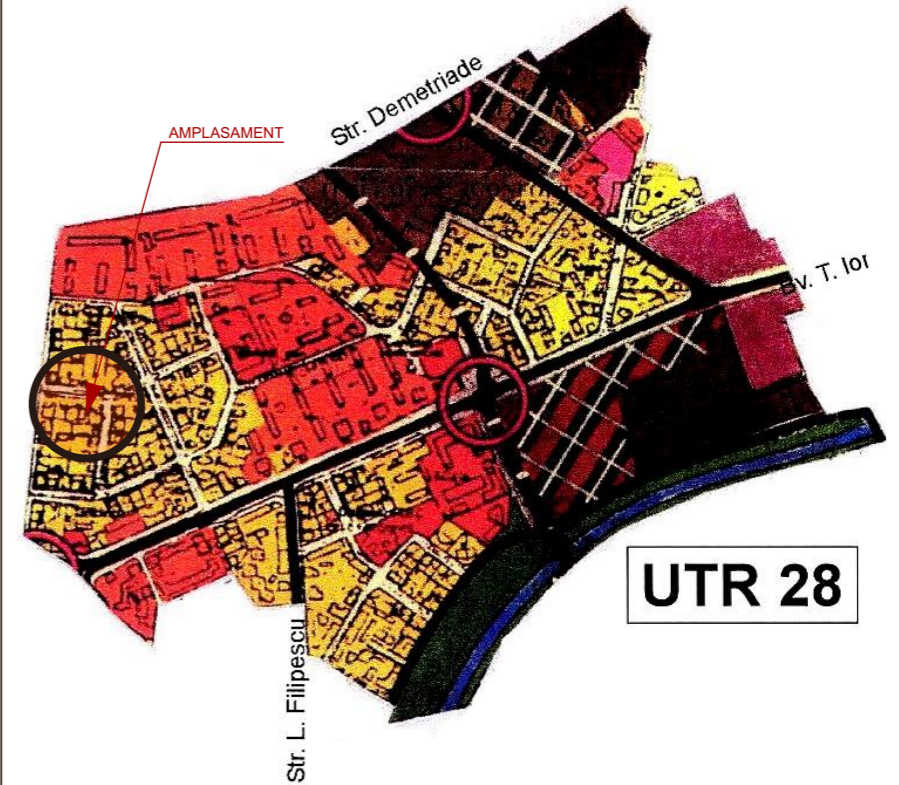 Str. Demetriade
AMPLASAMENT
Bv. T. Ior
UTR 28
Str. L. Filipescu